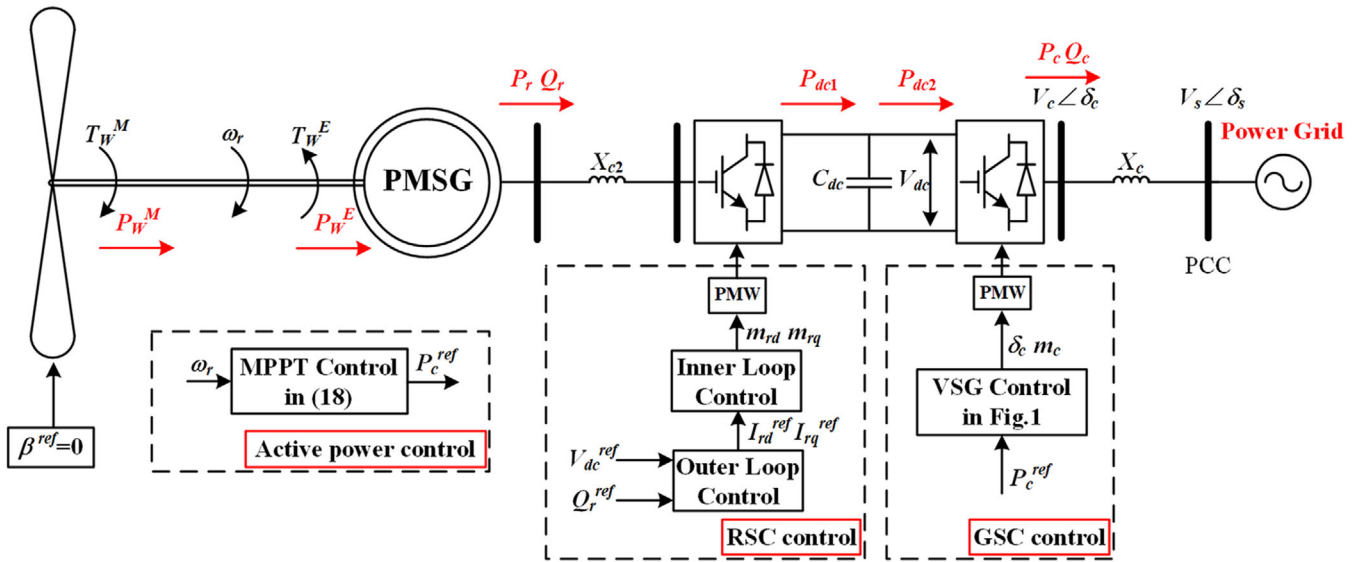 P_r Q_r
P_dc1
P_dc2
P_c Q_c
V_c∠δ_c
V_s∠δ_s
Power Grid
T_W^M
ω_r
T_W^E
PMSG
X_c2
C_dc
V_dc
X_c
P_W^M
P_W^E
PCC
PMW
PMW
m_rd m_rq
δ_c m_c
ω_r
MPPT Control
in (18)
P_c^ref
Inner Loop
Control
VSG Control
in Fig.1
β^ref=0
Active power control
I_rd^ref I_rq^ref
V_dc^ref
Q_r^ref
Outer Loop
Control
P_c^ref
RSC control
GSC control